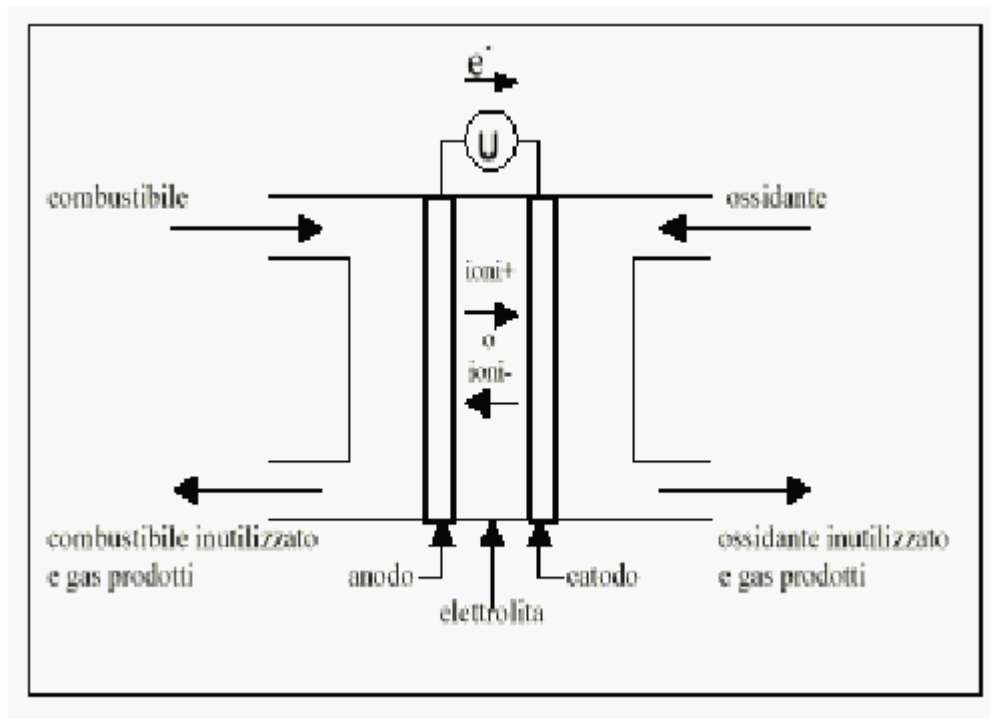 e-
U
combustibile
ossidante
ioni+
o
ioni-
combustibile inutilizzato
e gas prodotti
anodo
catodo
elettrolita
ossidante inutilizzato
e gas prodotti